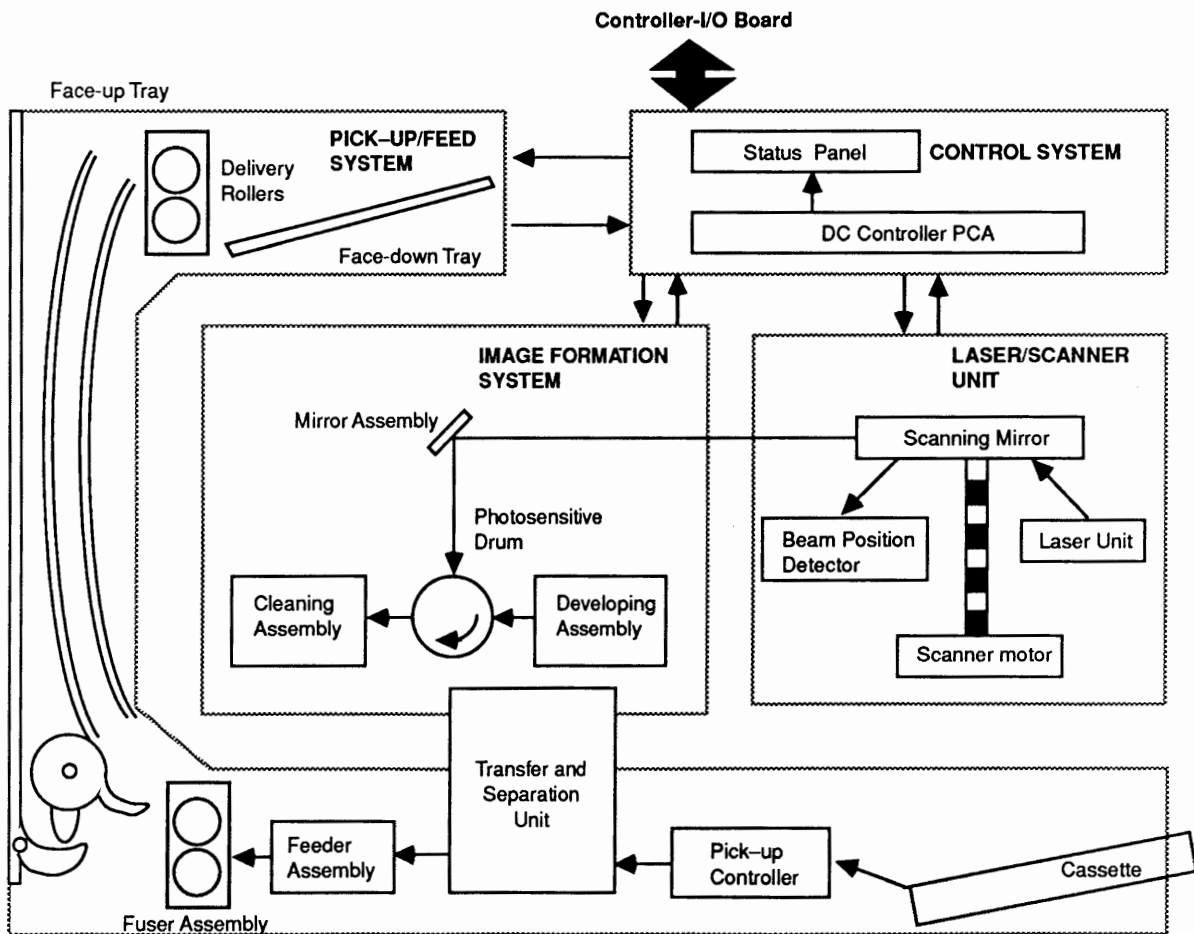 Controller-I/O Board
Face-up Tray
PICK–UP/FEED
SYSTEM
Delivery
Rollers
Face-down Tray
Status Panel
CONTROL SYSTEM
DC Controller PCA
IMAGE FORMATION
SYSTEM
Mirror Assembly
Photosensitive
Drum
Cleaning
Assembly
Developing
Assembly
LASER/SCANNER
UNIT
Scanning Mirror
Beam Position
Detector
Laser Unit
Scanner motor
Transfer and
Separation
Unit
Fuser Assembly
Feeder
Assembly
Pick–up
Controller
Cassette